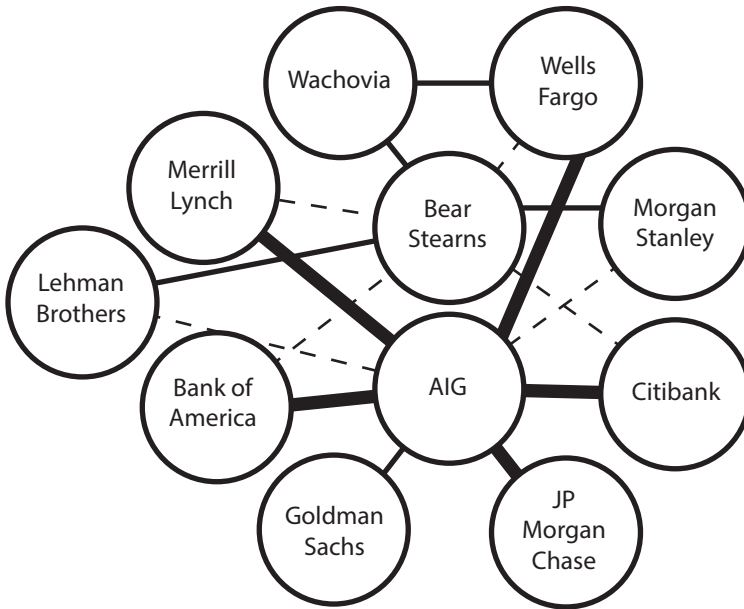 Wachovia
Wells
Fargo
Merrill
Lynch
Bear
Stearns
Morgan
Stanley
Lehman
Brothers
Bank of
America
AIG
Citibank
Goldman
Sachs
JP
Morgan
Chase